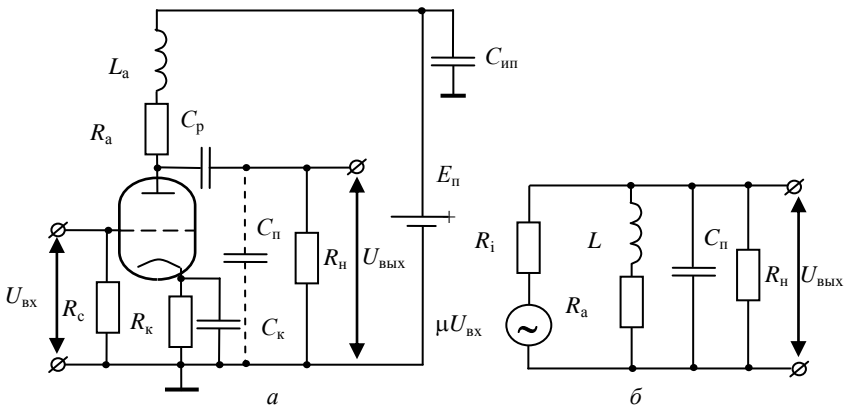 Lа
Cип
Rа
Cр
Eп
Cп
Rн
Uвых
Uвх
Rс
Rк
Cк
а
Ri
L
Cп
Rа
Rн
Uвых
μUвх
~
б
+